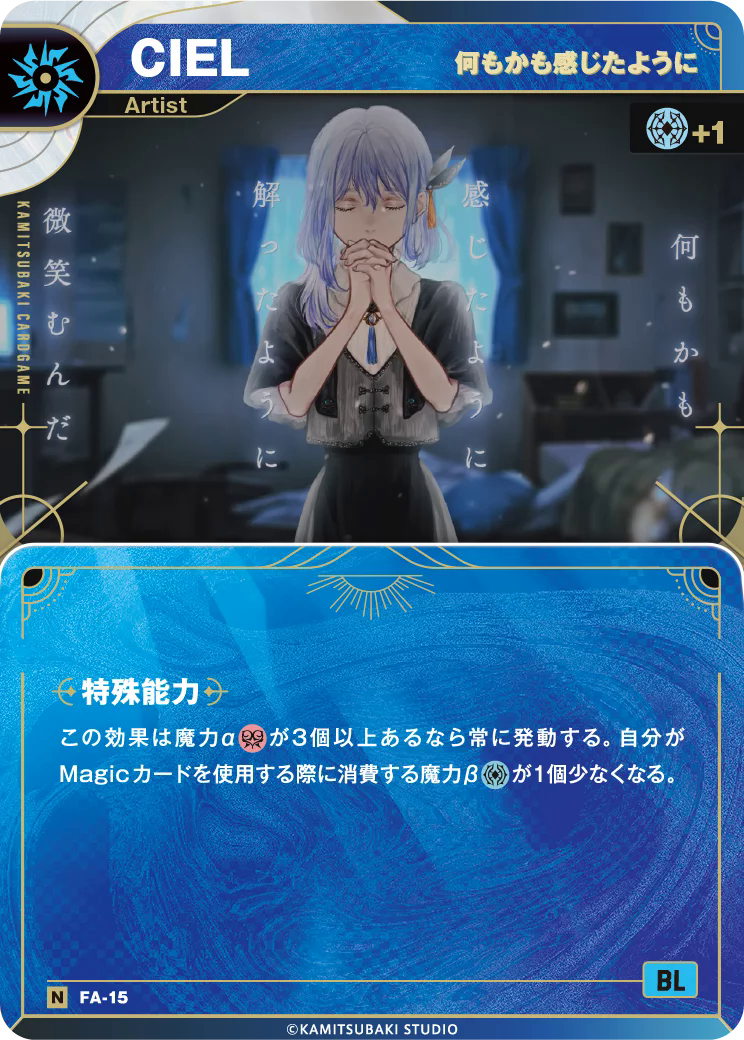 CIEL
何もかも感じたように
Artist
+1
KAMITSUBAKI CARDGAME
何もかも
感じたように
解ったように
微笑むんだ
特殊能力
この効果は魔力αが3個以上あるなら常に発動する。自分が
Magicカードを使用する際に消費する魔力βが1個少なくなる。
BL
N FA-15
©KAMITSUBAKI STUDIO